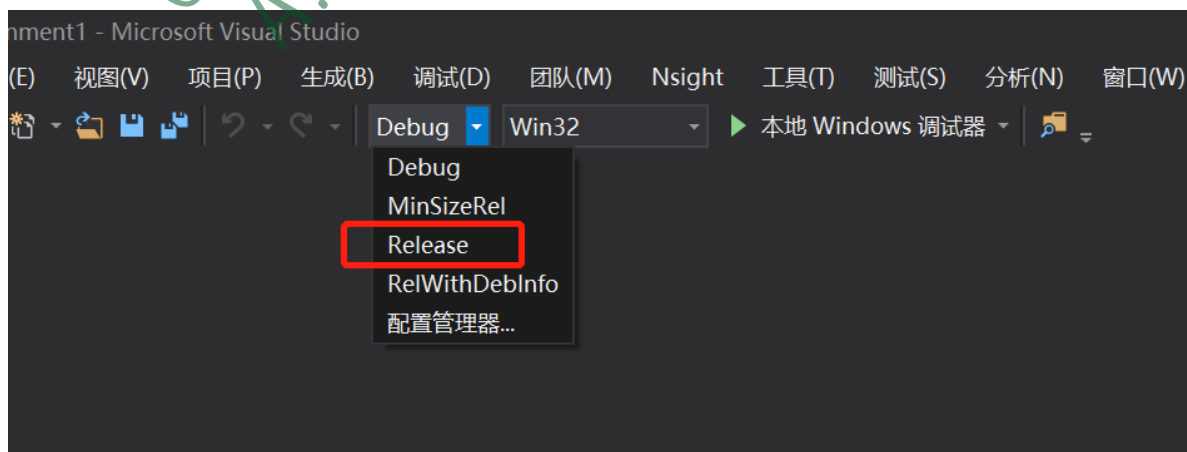 nment1 - Microsoft Visual Studio
(E) 视图(V) 项目(P) 生成(B) 调试(D) 团队(M) Nsight 工具(T) 测试(S) 分析(N) 窗口(W)
Debug Win32 本地 Windows 调试器
Debug
MinSizeRel
Release
RelWithDebInfo
配置管理器...